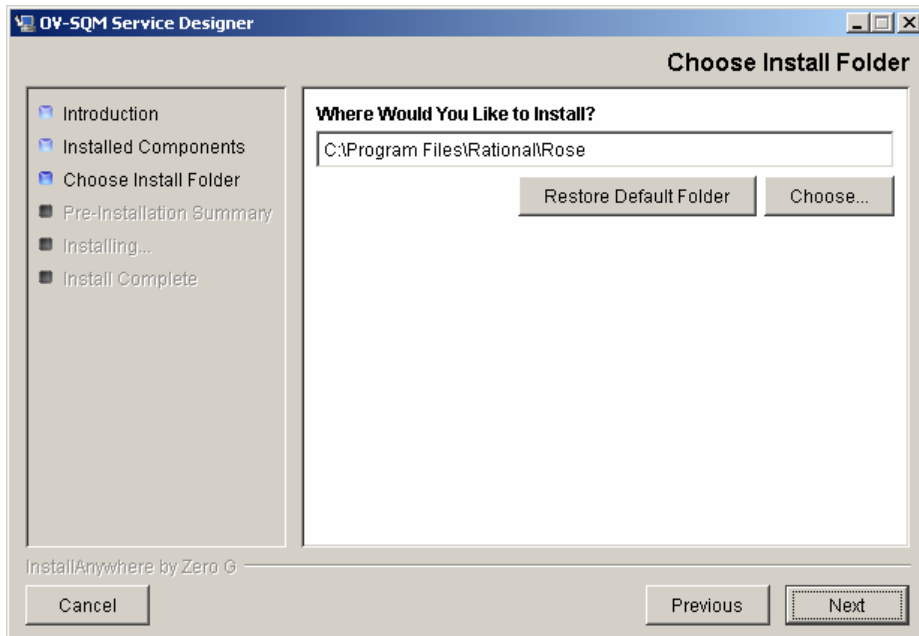 OV-SQM Service Designer
Choose Install Folder
Introduction
Installed Components
Choose Install Folder
Pre-Installation Summary
Installing...
Install Complete
Where Would You Like to Install?
C:\Program Files\Rational\Rose
Restore Default Folder
Choose...
InstallAnywhere by Zero G
Cancel
Previous
Next